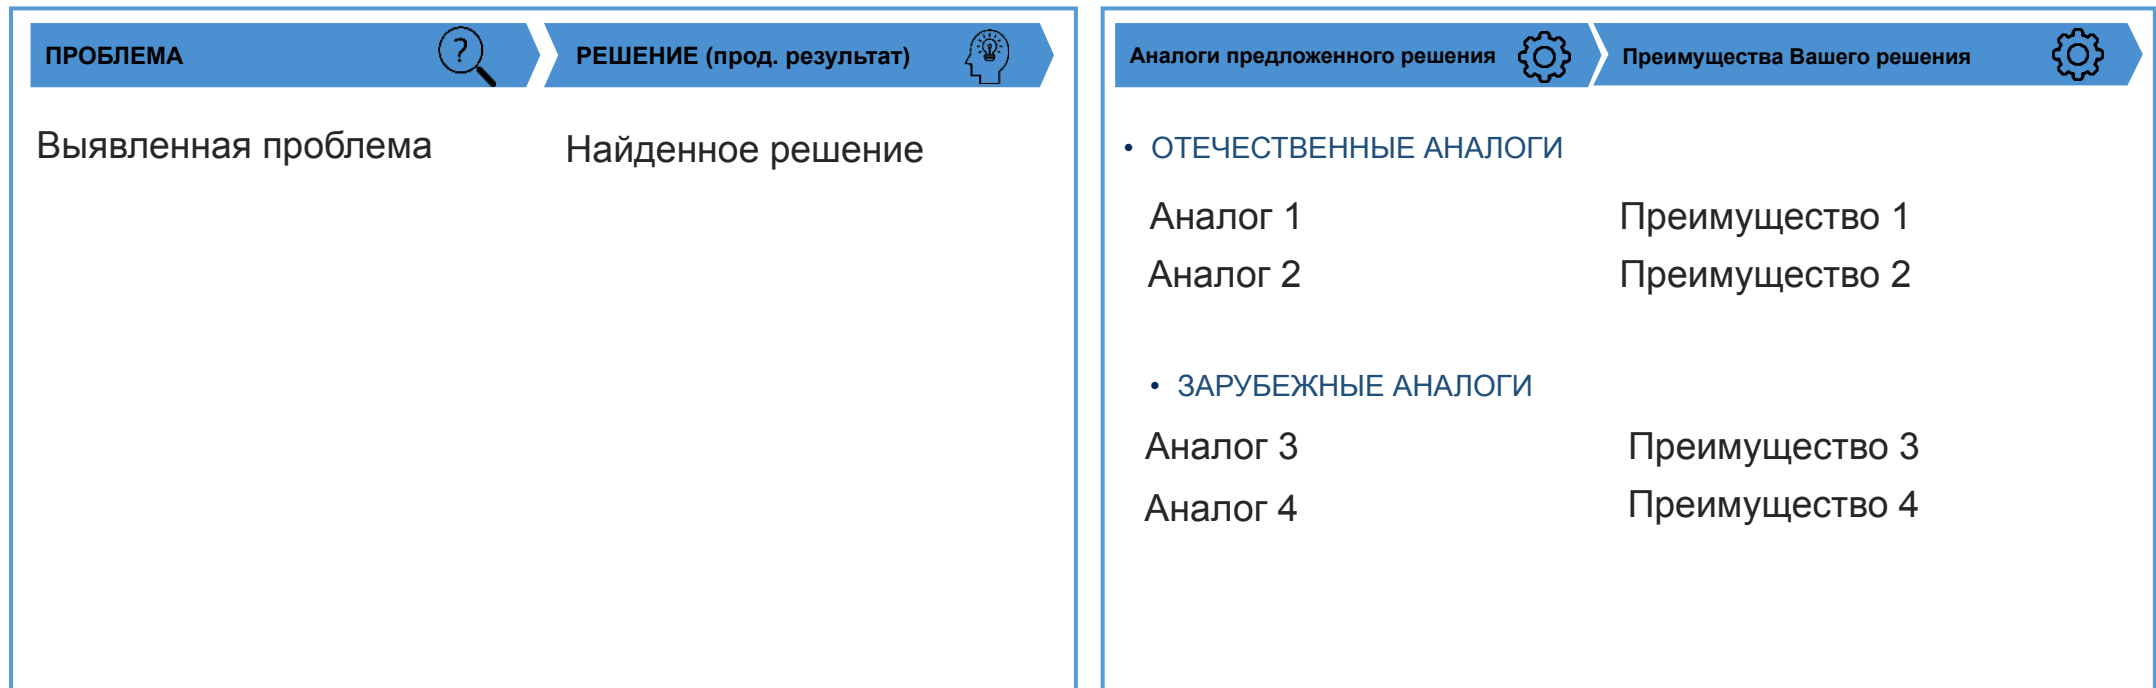 ПРОБЛЕМА
?
РЕШЕНИЕ (прод. результат)
Выявленная проблема
Найденное решение
Аналоги предложенного решения
Преимущества Вашего решения
• ОТЕЧЕСТВЕННЫЕ АНАЛОГИ
Аналог 1
Преимущество 1
Аналог 2
Преимущество 2
• ЗАРУБЕЖНЫЕ АНАЛОГИ
Аналог 3
Преимущество 3
Аналог 4
Преимущество 4